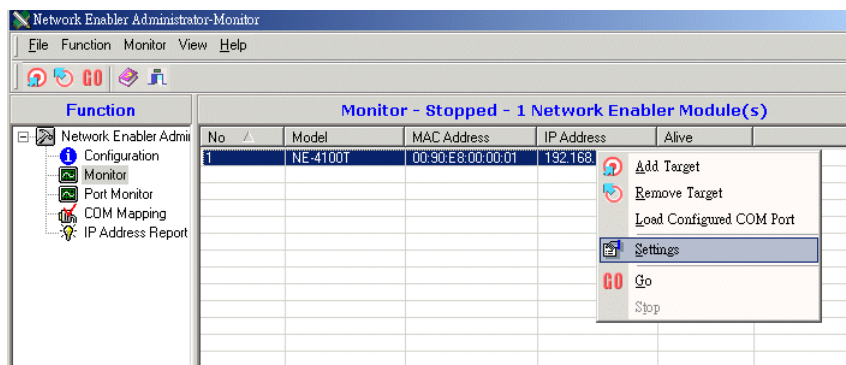 Network Enabler Administrator-Monitor
File Function Monitor View Help
GO
Function
Monitor - Stopped - 1 Network Enabler Module(s)
Network Enabler Admi
Configuration
Monitor
Port Monitor
COM Mapping
IP Address Report
No Model MAC Address IP Address Alive
1 NE-4100T 00:90:E8:00:00:01 192.168.
Add Target
Remove Target
Load Configured COM Port
Settings
GO Go
Stop